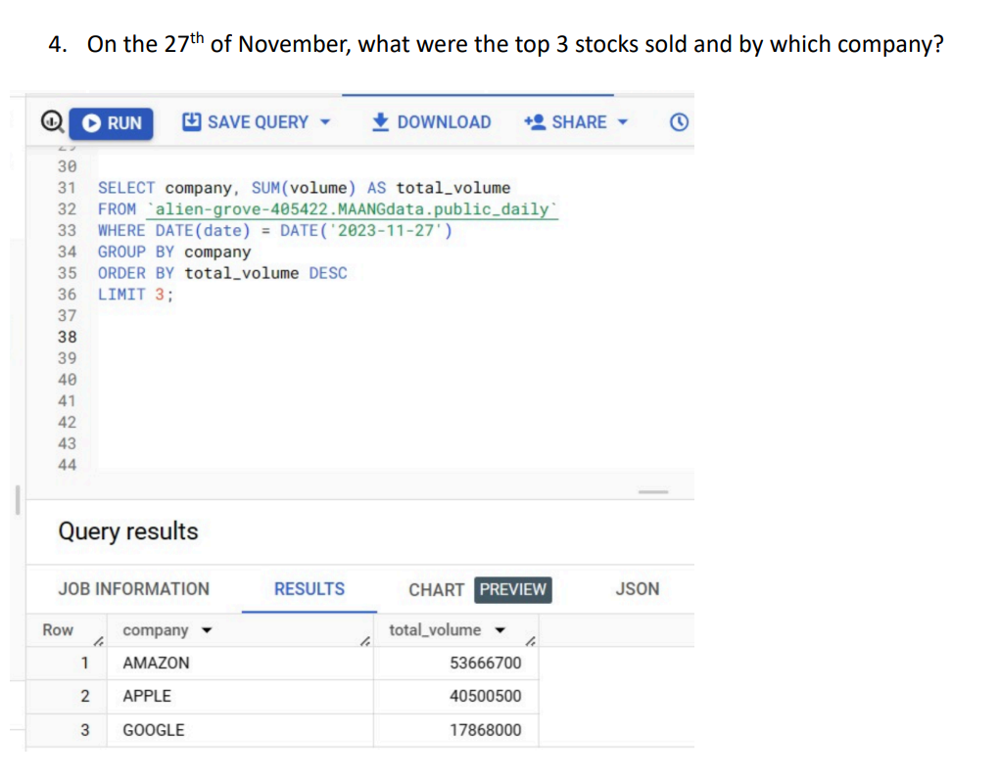 4. On the 27th of November, what were the top 3 stocks sold and by which company?
RUN SAVE QUERY DOWNLOAD SHARE
30
31 SELECT company, SUM(volume) AS total_volume
32 FROM `alien-grove-405422.MAANGdata.public_daily`
33 WHERE DATE(date) = DATE('2023-11-27')
34 GROUP BY company
35 ORDER BY total_volume DESC
36 LIMIT 3;
37
38
39
40
41
42
43
44
Query results
JOB INFORMATION RESULTS CHART PREVIEW JSON
Row company total_volume
1 AMAZON 53666700
2 APPLE 40500500
3 GOOGLE 17868000